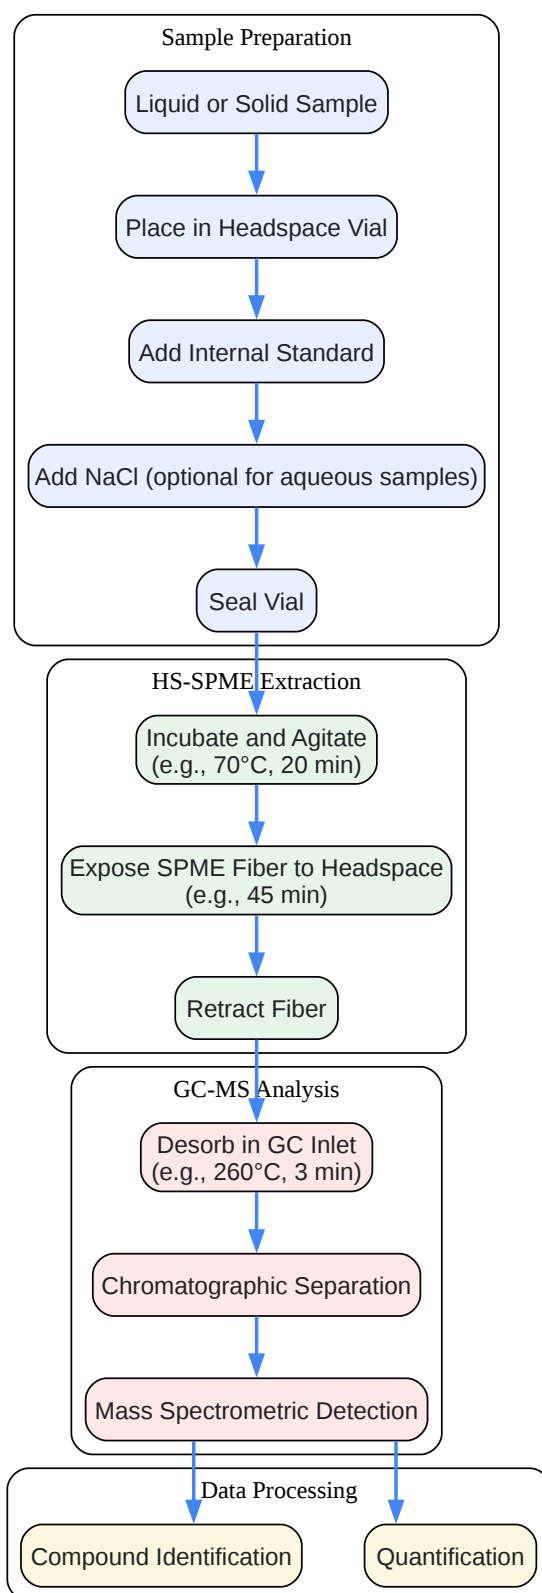 Sample Preparation
Liquid or Solid Sample
Place in Headspace Vial
Add Internal Standard
Add NaCl (optional for aqueous samples)
Seal Vial
HS-SPME Extraction
Incubate and Agitate
(e.g., 70°C, 20 min)
Expose SPME Fiber to Headspace
(e.g., 45 min)
Retract Fiber
GC-MS Analysis
Desorb in GC Inlet
(e.g., 260°C, 3 min)
Chromatographic Separation
Mass Spectrometric Detection
Data Processing
Compound Identification
Quantification